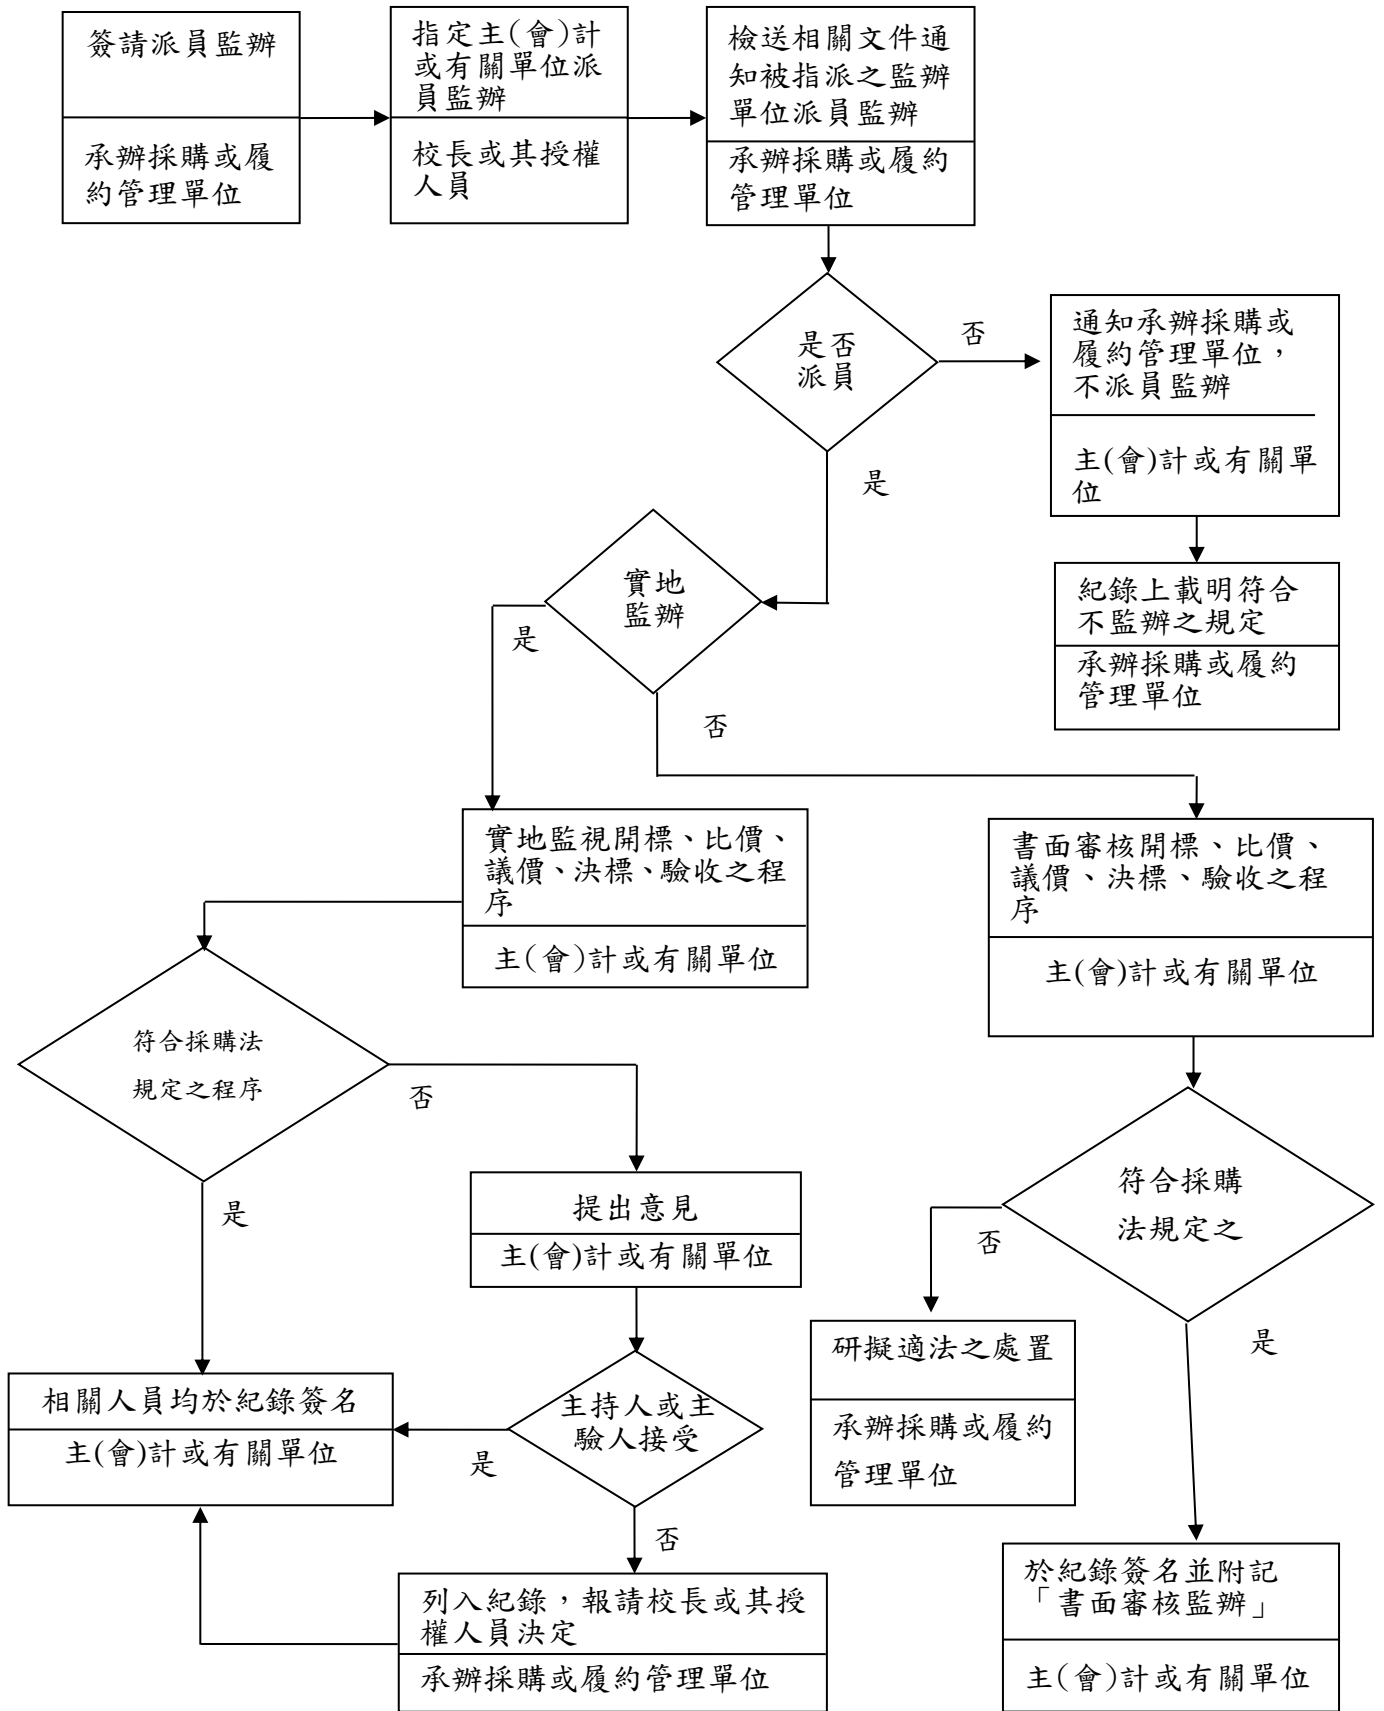 簽請派員監辦
承辦採購或履
約管理單位
指定主(會)計
或有關單位派
員監辦
校長或其授權
人員
檢送相關文件通
知被指派之監辦
單位派員監辦
承辦採購或履約
管理單位
是否
派員
否
通知承辦採購或
履約管理單位，
不派員監辦
主(會)計或有關單
位
是
紀錄上載明符合
不監辦之規定
承辦採購或履約
管理單位
實地
監辦
是
否
實地監視開標、比價、
議價、決標、驗收之程
序
主(會)計或有關單位
書面審核開標、比價、
議價、決標、驗收之程
序
主(會)計或有關單位
符合採購法
規定之程序
否
是
提出意見
主(會)計或有關單位
符合採購
法規定之
否
是
研擬適法之處置
承辦採購或履約
管理單位
相關人員均於紀錄簽名
主(會)計或有關單位
主持人或主
驗人接受
是
否
列入紀錄，報請校長或其授
權人員決定
承辦採購或履約管理單位
於紀錄簽名並附記
「書面審核監辦」
主(會)計或有關單位